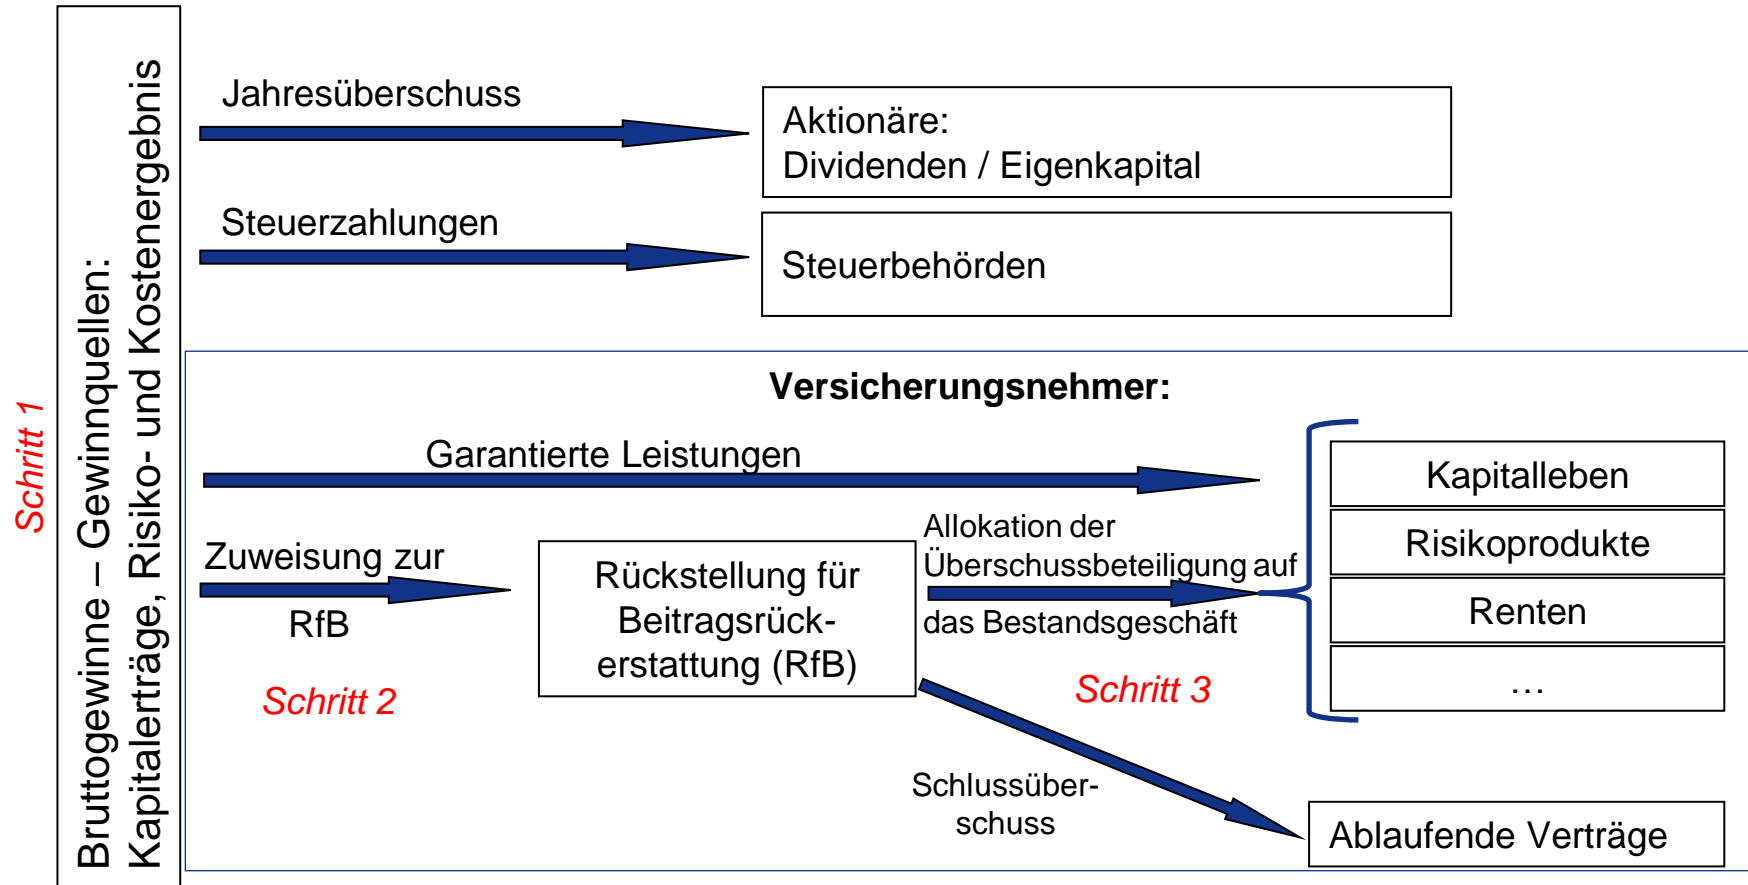 Schritt 1
Bruttogewinne – Gewinnquellen:
Kapitalerträge, Risiko- und Kostenergebnis
Jahresüberschuss
Aktionäre:
Dividenden / Eigenkapital
Steuerzahlungen
Steuerbehörden
Versicherungsnehmer:
Garantierte Leistungen
Zuweisung zur
RfB
Schritt 2
Rückstellung für
Beitragsrück-
erstattung (RfB)
Allokation der
Überschussbeteiligung auf
das Bestandsgeschäft
Schritt 3
Kapitalleben
Risikoprodukte
Renten
…
Schlussüber-
schuss
Ablaufende Verträge